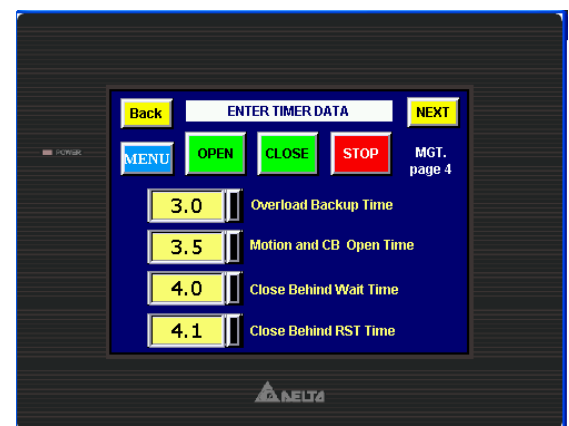 Back ENTER TIMER DATA NEXT
MENU OPEN CLOSE STOP MGT.
page 4
POWER
3.0 Overload Backup Time
3.5 Motion and CB Open Time
4.0 Close Behind Wait Time
4.1 Close Behind RST Time
DELTA